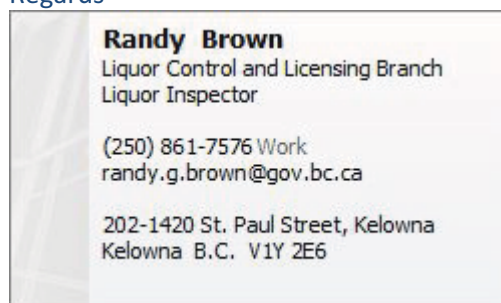 Regards
Randy Brown
Liquor Control and Licensing Branch
Liquor Inspector
(250) 861-7576 Work
randy.g.brown@gov.bc.ca
202-1420 St. Paul Street, Kelowna
Kelowna B.C. V1Y 2E6